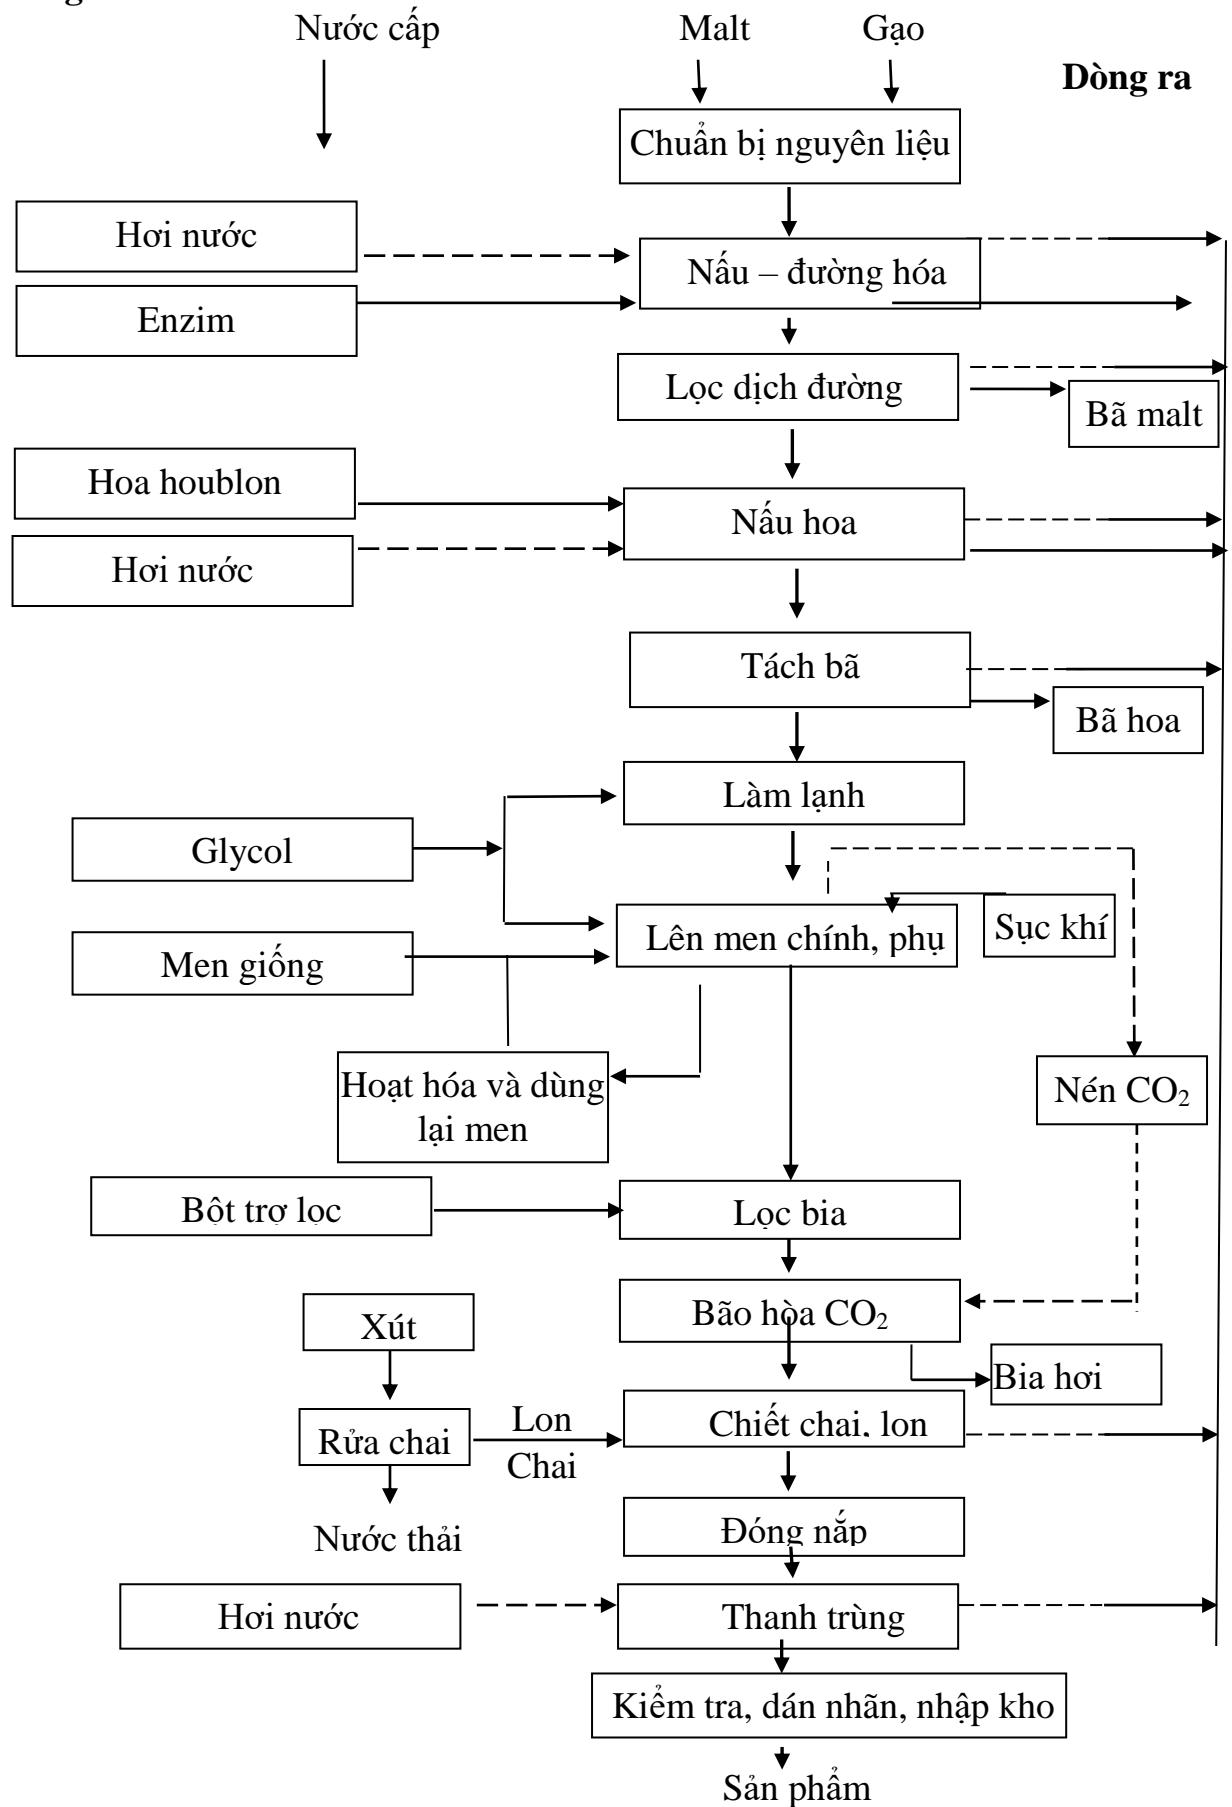 Nước cấp
Malt
Gạo
Dòng ra
Chuẩn bị nguyên liệu
Hơi nước
Nấu – đường hóa
Enzim
Lọc dịch đường
Bã malt
Hoa houblon
Nấu hoa
Hơi nước
Tách bã
Bã hoa
Làm lạnh
Glycol
Sục khí
Lên men chính, phụ
Men giống
Hoạt hóa và dùng
lại men
Nén CO₂
Bột trợ lọc
Lọc bia
Bão hòa CO₂
Xút
Bia hơi
Lon
Chiết chai, lon
Rửa chai
Chai
Đóng nắp
Nước thải
Hơi nước
Thanh trùng
Kiểm tra, dán nhãn, nhập kho
Sản phẩm